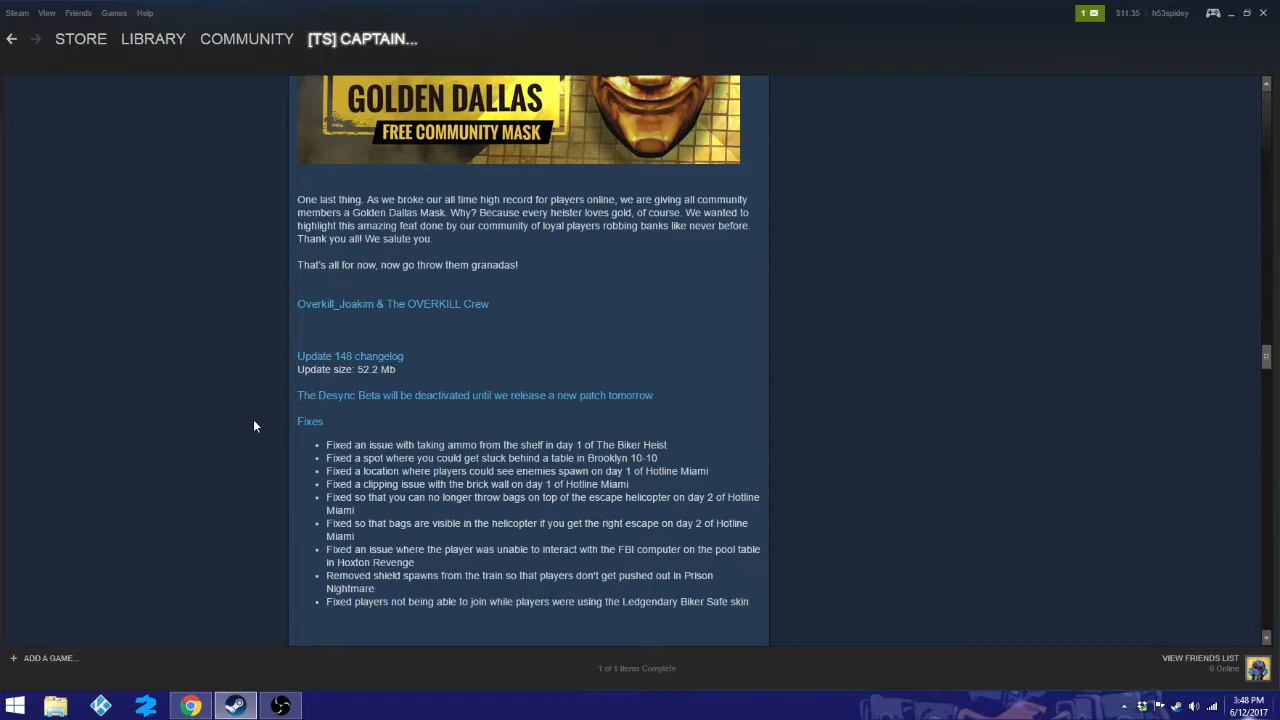 Steam View Friends Games Help
1 $11.35 h53spidey
STORE LIBRARY COMMUNITY [TS] CAPTAIN...
GOLDEN DALLAS
FREE COMMUNITY MASK
One last thing. As we broke our all time high record for players online, we are giving all community
members a Golden Dallas Mask. Why? Because every heister loves gold, of course. We wanted to
highlight this amazing feat done by our community of loyal players robbing banks like never before.
Thank you all! We salute you.
That's all for now, now go throw them granadas!
Overkill_Joakim & The OVERKILL Crew
Update 148 changelog
Update size: 52.2 Mb
The Desync Beta will be deactivated until we release a new patch tomorrow
Fixes
• Fixed an issue with taking ammo from the shelf in day 1 of The Biker Heist
• Fixed a spot where you could get stuck behind a table in Brooklyn 10-10
• Fixed a location where players could see enemies spawn on day 1 of Hotline Miami
• Fixed a clipping issue with the brick wall on day 1 of Hotline Miami
• Fixed so that you can no longer throw bags on top of the escape helicopter on day 2 of Hotline
Miami
• Fixed so that bags are visible in the helicopter if you get the right escape on day 2 of Hotline
Miami
• Fixed an issue where the player was unable to interact with the FBI computer on the pool table
in Hoxton Revenge
• Removed shield spawns from the train so that players don't get pushed out in Prison
Nightmare
• Fixed players not being able to join while players were using the Ledgendary Biker Safe skin
+ ADD A GAME...
1 of 1 Items Complete
VIEW FRIENDS LIST
0 Online
3:48 PM
6/12/2017